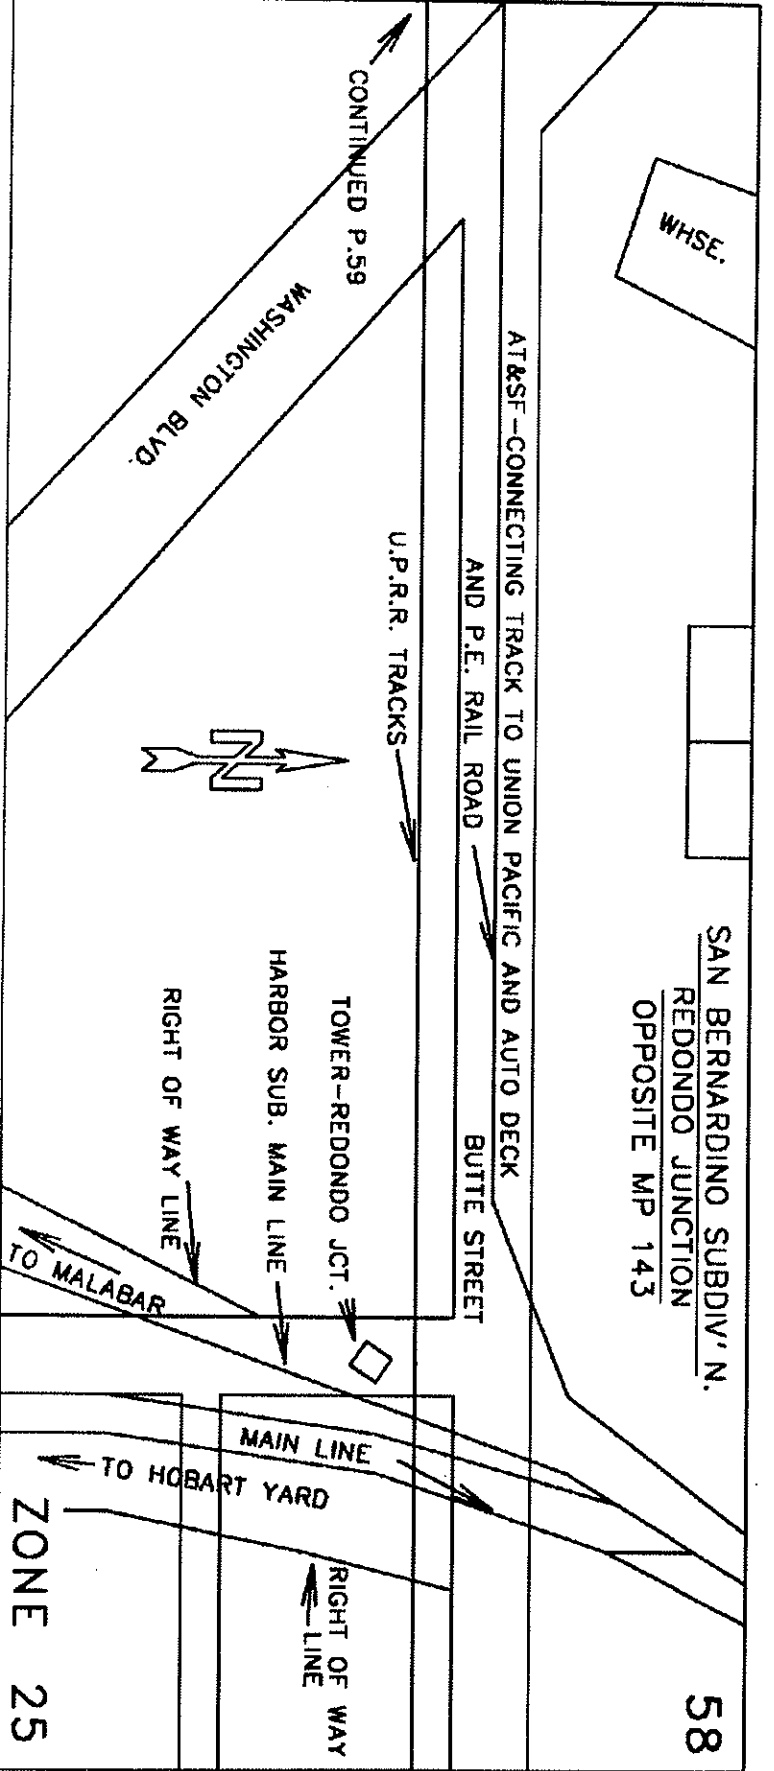 58
SAN BERNARDINO SUBDIV'N.
REDONDO JUNCTION
OPPOSITE MP 143
WHSE.
AT&SF-CONNECTING TRACK TO UNION PACIFIC AND AUTO DECK
AND P.E. RAIL ROAD
BUTTE STREET
U.P.R.R. TRACKS
CONTINUED P.59
WASHINGTON BLVD.
N
TOWER-REDONDO JCT.
HARBOR SUB. MAIN LINE
RIGHT OF WAY LINE
TO MALABAR
MAIN LINE
TO HOBART YARD
RIGHT OF WAY
LINE
ZONE 25